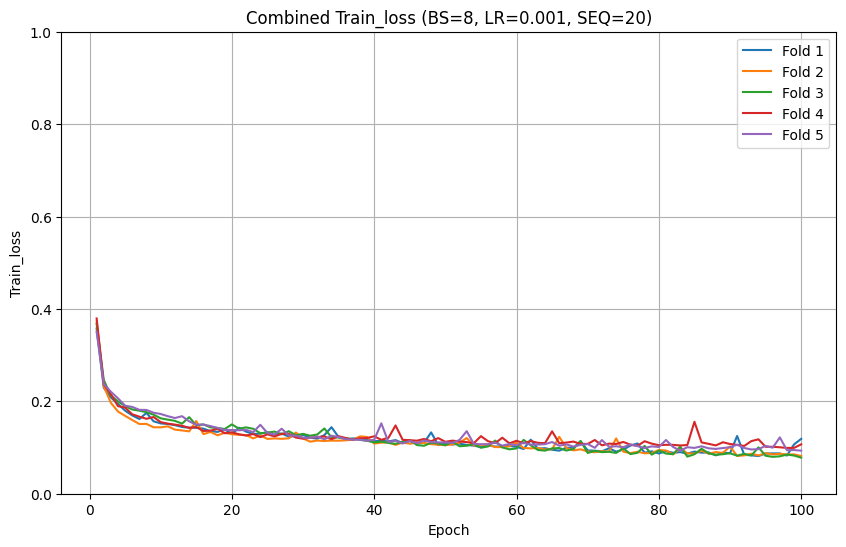 Combined Train_loss (BS=8, LR=0.001, SEQ=20)
Fold 1
Fold 2
Fold 3
Fold 4
Fold 5
Train_loss
1.0
0.8
0.6
0.4
0.2
0.0
0
20
40
60
80
100
Epoch